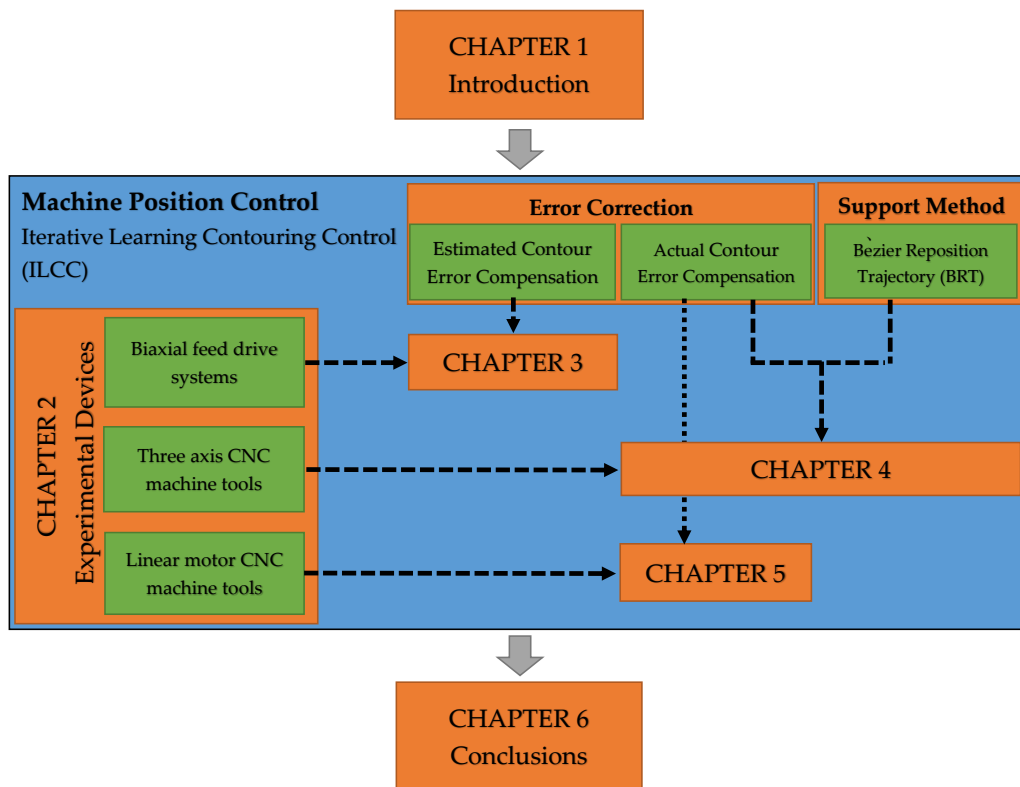 CHAPTER 1
Introduction
Machine Position Control
Iterative Learning Contouring Control
(ILCC)
Error Correction
Estimated Contour
Error Compensation
Actual Contour
Error Compensation
Support Method
Bèzier Reposition
Trajectory (BRT)
CHAPTER 2
Experimental Devices
Biaxial feed drive
systems
Three axis CNC
machine tools
Linear motor CNC
machine tools
CHAPTER 3
CHAPTER 4
CHAPTER 5
CHAPTER 6
Conclusions